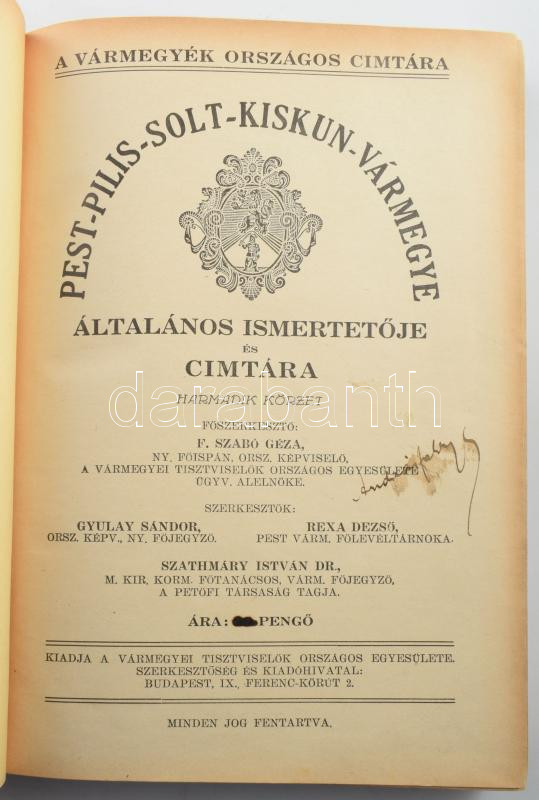 A VÁRMEGYÉK ORSZÁGOS CIMTÁRA
PEST-PILIS-SOLT-KISKUN-VÁRMEGYE
ÁLTALÁNOS ISMERTETŐJE
ÉS
CIMTÁRA
HARMADIK KÖRZET
darabanth
FŐSZERKESZTŐ:
F. SZABÓ GÉZA,
NY. FŐISPÁN, ORSZ. KÉPVISELŐ,
A VÁRMEGYEI TISZTVISELŐK ORSZÁGOS EGYESÜLETE
ÜGYV. ALELNÖKE.
SZERKESZTŐK:
GYULAY SÁNDOR, REXA DEZSŐ,
ORSZ. KÉPV., NY. FŐJEGYZŐ. PEST VÁRM. FŐLEVÉLTÁRNOKA.
SZATHMÁRY ISTVÁN DR.,
M. KIR. KORM. FŐTANÁCSOS, VÁRM. FŐJEGYZŐ,
A PETŐFI TÁRSASÁG TAGJA.
ÁRA: PENGŐ
KIADJA A VÁRMEGYEI TISZTVISELŐK ORSZÁGOS EGYESÜLETE.
SZERKESZTŐSÉG ÉS KIADÓHIVATAL:
BUDAPEST, IX., FERENC-KÖRÚT 2.
MINDEN JOG FENTARTVA.